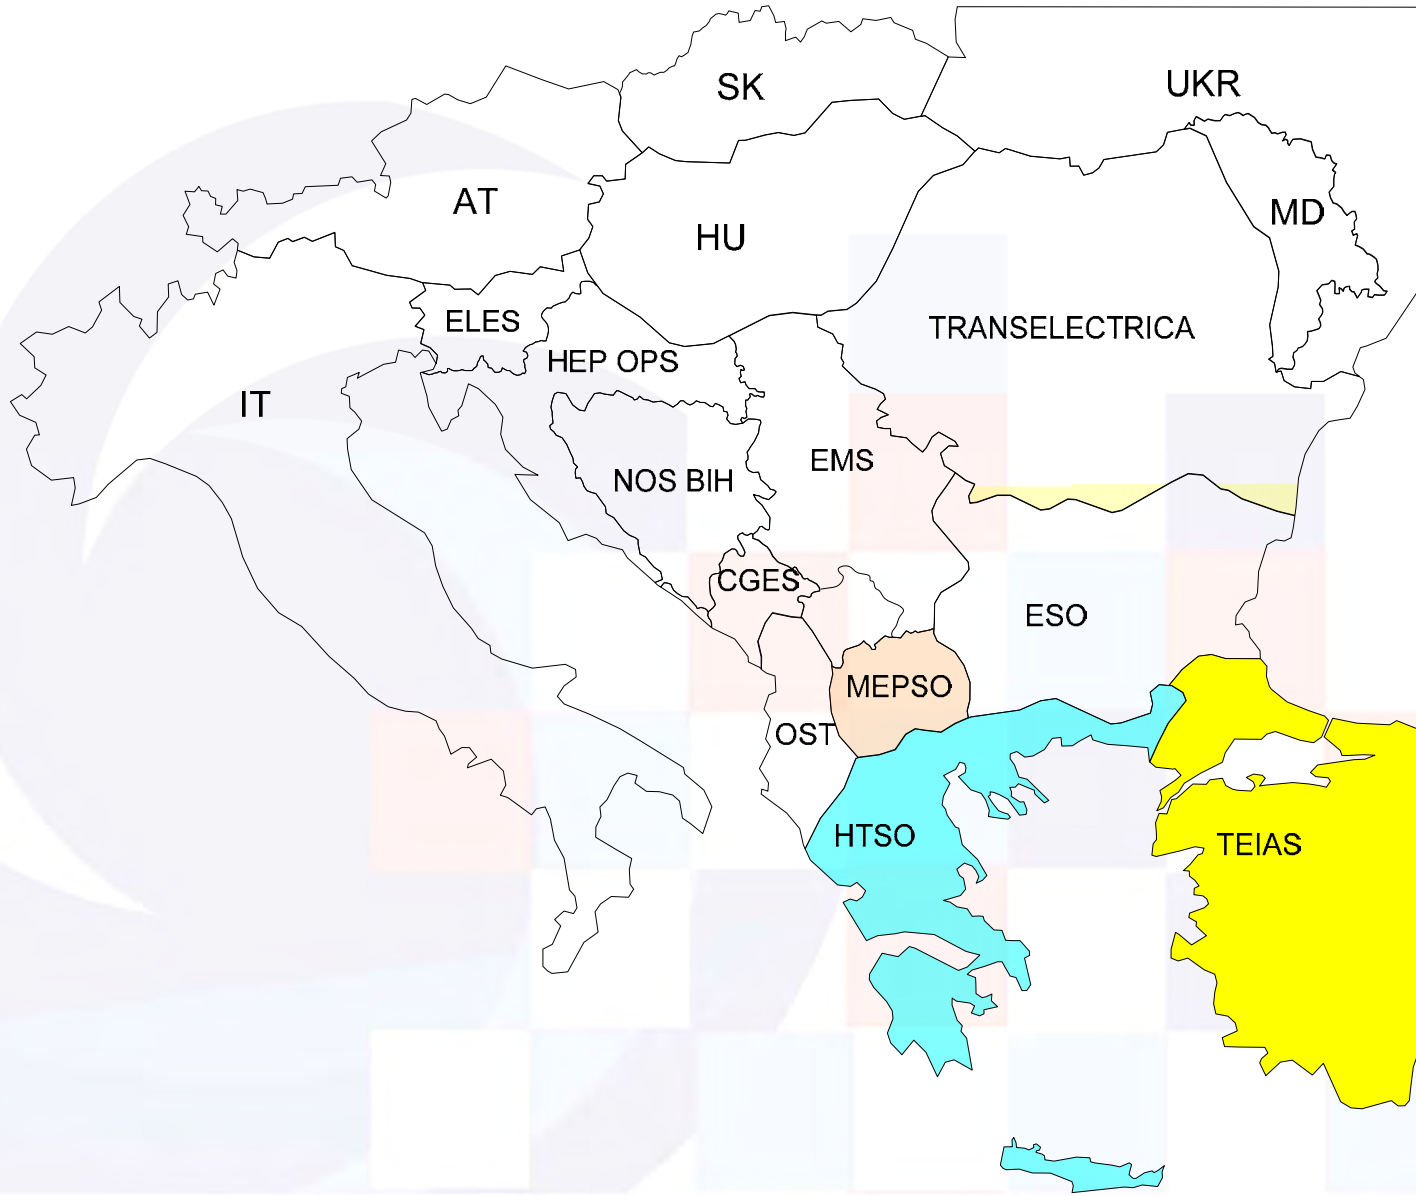 SK
UKR
AT
MD
HU
ELES
TRANSELECTRICA
HEP OPS
IT
EMS
NOS BIH
CGES
ESO
MEPSO
OST
HTSO
TEIAS